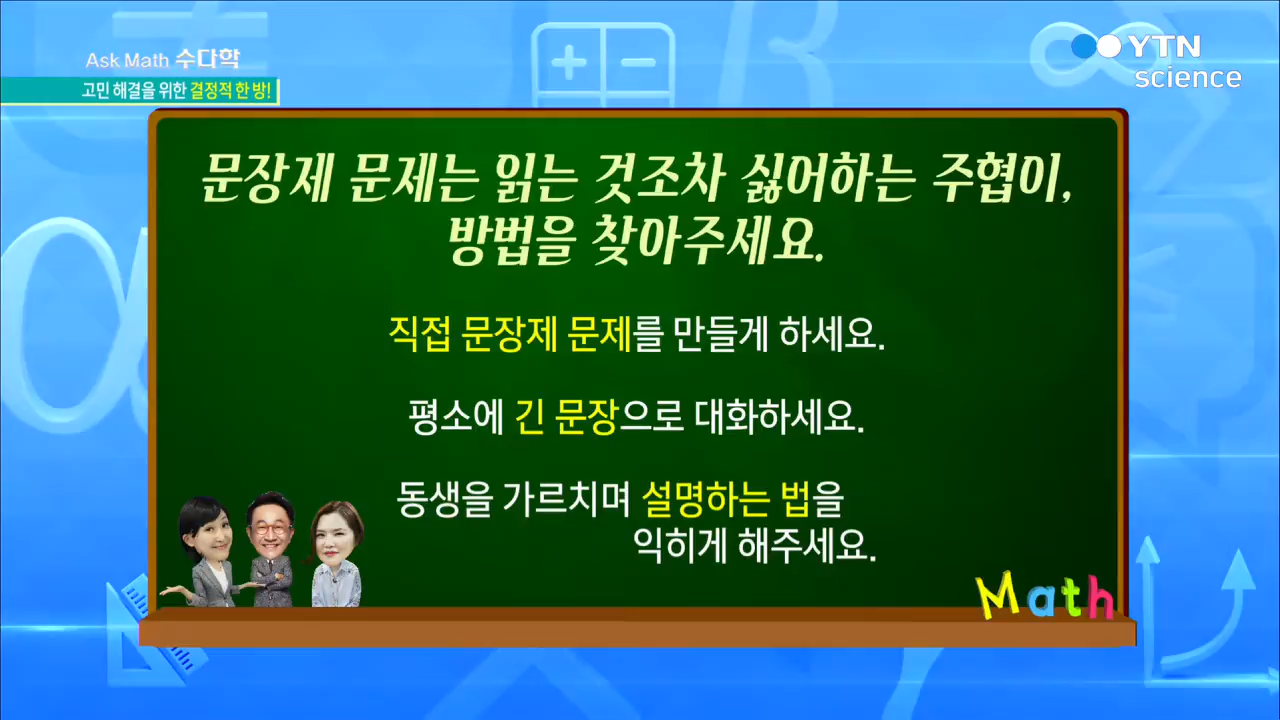 Ask Math 수다학
고민 해결을 위한 결정적 한 방!
YTN
science
문장제 문제는 읽는 것조차 싫어하는 주협이,
방법을 찾아주세요.
직접 문장제 문제를 만들게 하세요.
평소에 긴 문장으로 대화하세요.
동생을 가르치며 설명하는 법을
익히게 해주세요.
Math